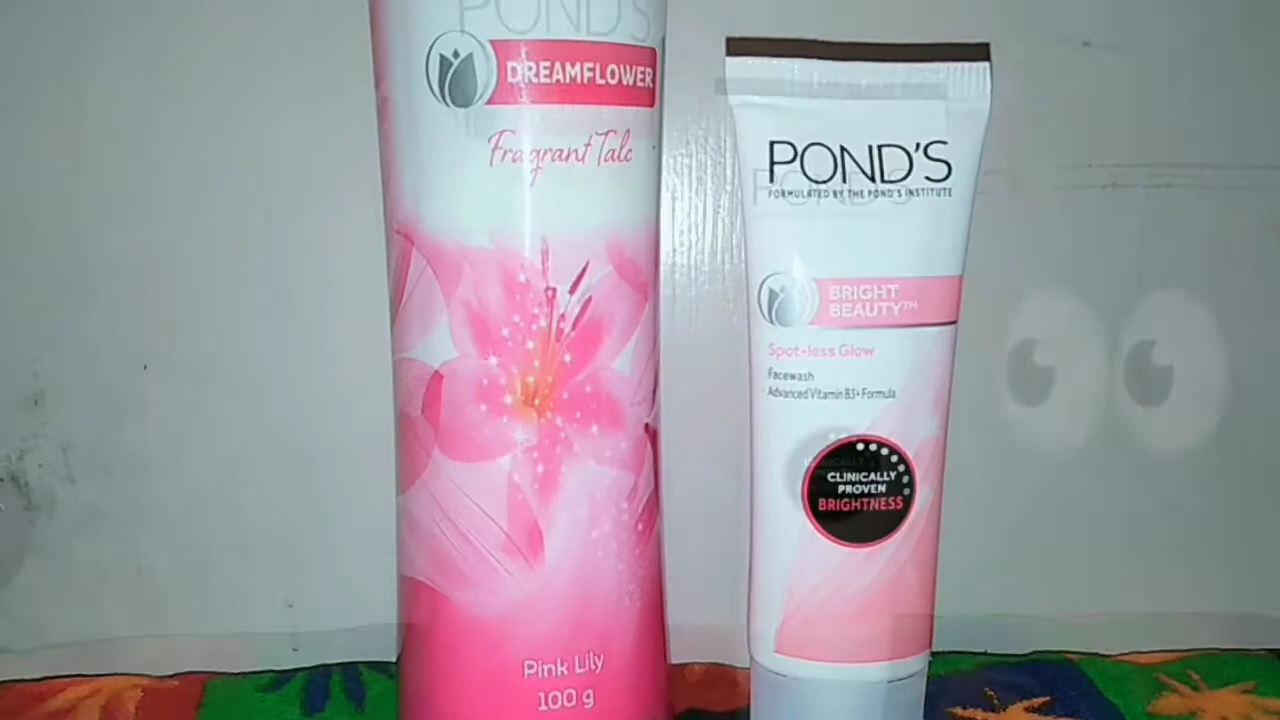 POND'S
DREAMFLOWER
Fragrant Talc
Pink Lily
100 g
POND'S
FORMULATED BY THE POND'S INSTITUTE
BRIGHT
BEAUTY™
Spot-less Glow
Facewash
Advanced Vitamin B3+ Formula
CLINICALLY
PROVEN
BRIGHTNESS